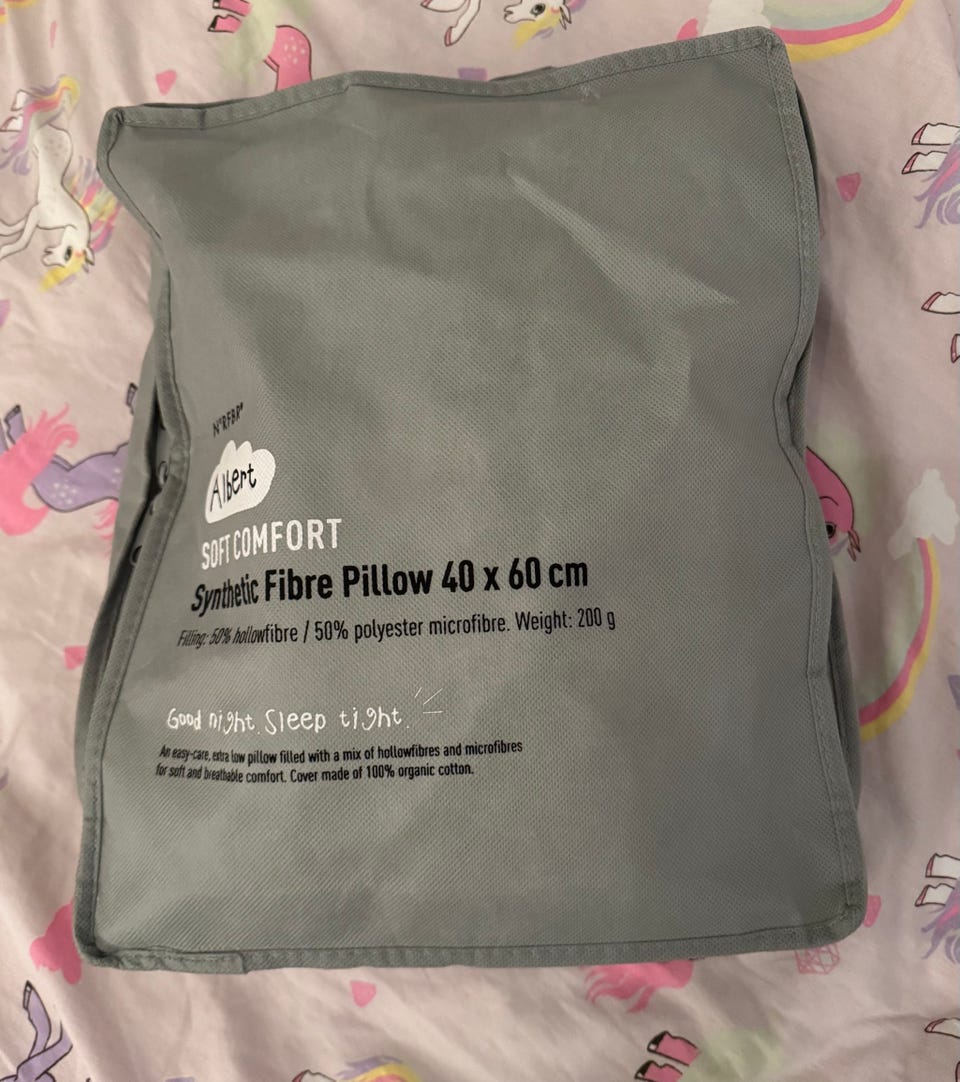 N°RFBR°
Albert
SOFT COMFORT
Synthetic Fibre Pillow 40 x 60 cm
Filling: 50% hollowfibre / 50% polyester microfibre. Weight: 200 g
Good night. Sleep tight.
An easy-care, extra low pillow filled with a mix of hollowfibres and microfibres
for soft and breathable comfort. Cover made of 100% organic cotton.